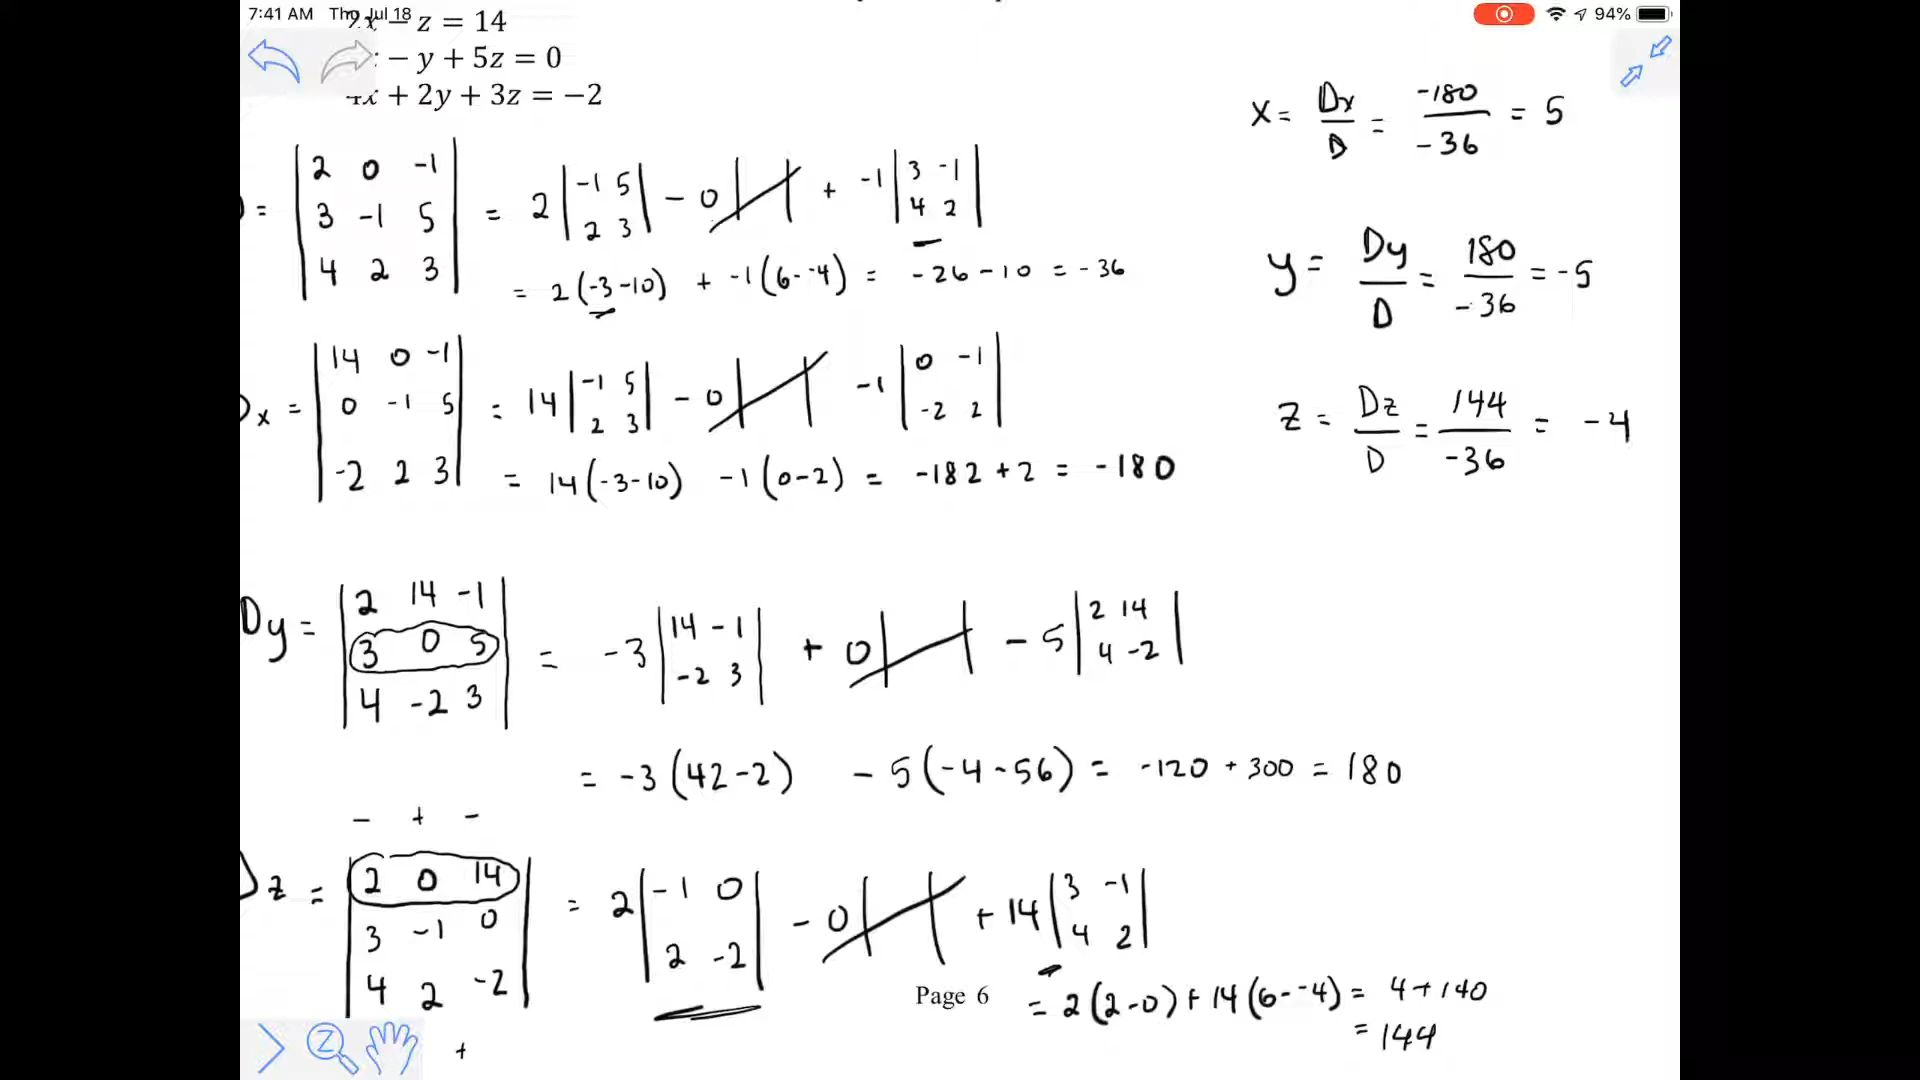 7:41 AM Thu Jul 18 94%
2x − z = 14
− y + 5z = 0
4x + 2y + 3z = −2
x = Dx/D = -180/-36 = 5
y = Dy/D = 180/-36 = -5
z = Dz/D = 144/-36 = -4
D = |2 0 -1| = 2 |-1 5| - 0 | | + -1 |3 -1|
|3 -1 5| |2 3| |4 2|
|4 2 3|
= 2(-3-10) + -1(6--4) = -26-10 = -36
Dx = |14 0 -1| = 14 |-1 5| - 0 | | -1 |0 -1|
|0 -1 5| |2 3| |-2 2|
|-2 2 3|
= 14(-3-10) -1(0-2) = -182+2 = -180
Dy = |2 14 -1| = -3 |14 -1| + 0 | | - 5 |2 14|
|3 0 5| |-2 3| |4 -2|
|4 -2 3|
= -3(42-2) -5(-4-56) = -120 + 300 = 180
- + -
Dz = |2 0 14| = 2 |-1 0| - 0 | | + 14 |3 -1|
|3 -1 0| |2 -2| |4 2|
|4 2 -2|
Page 6
= 2(2-0) + 14(6--4) = 4+140
= 144
Z
+